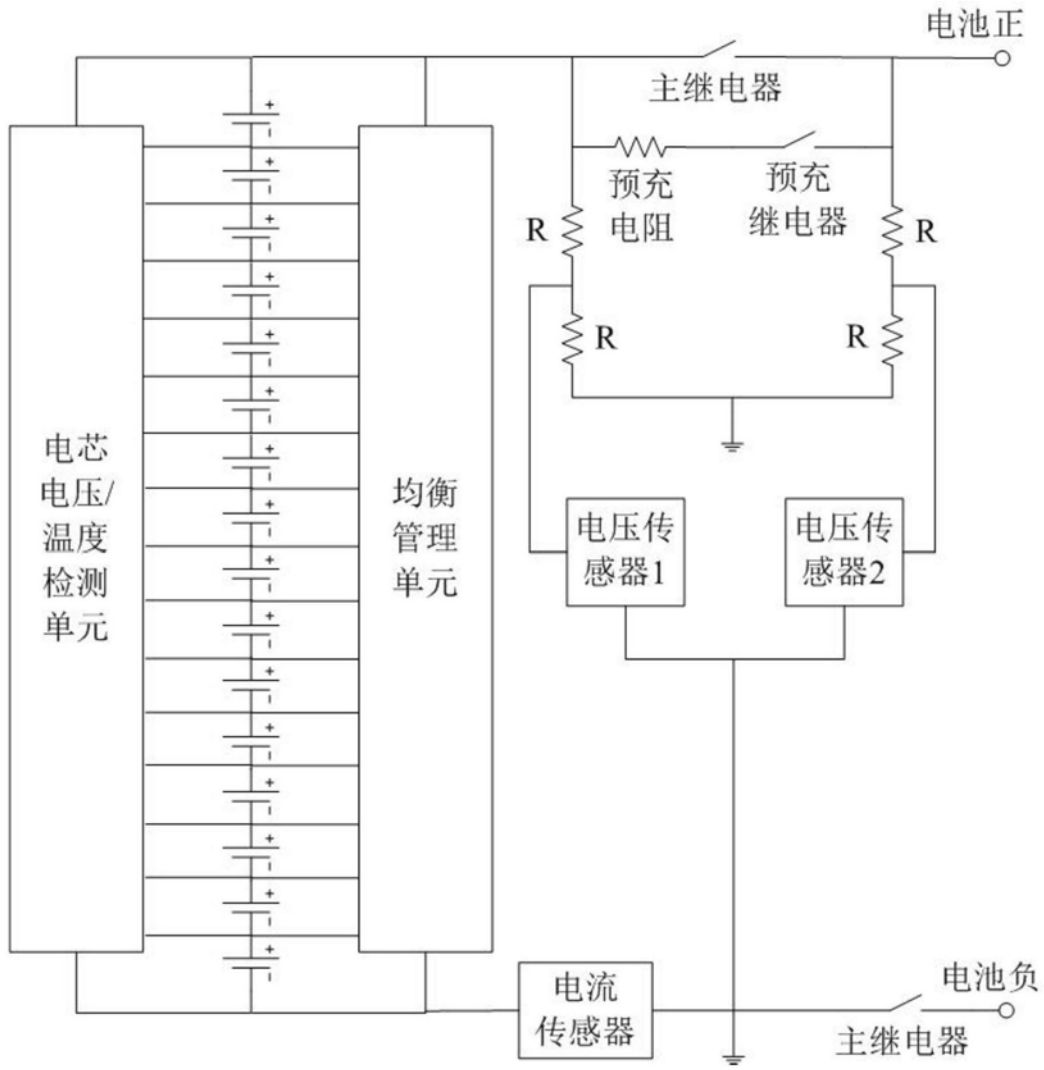 电池正
主继电器
预充
电阻
预充
继电器
R
R
R
R
电芯
电压/
温度
检测
单元
均衡
管理
单元
电压传
感器1
电压传
感器2
电流
传感器
电池负
主继电器